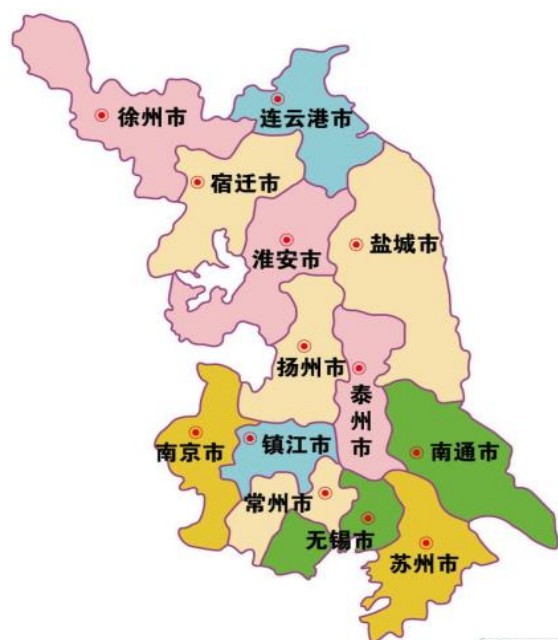 徐州市
连云港市
宿迁市
淮安市
盐城市
扬州市
泰州市
南京市
镇江市
南通市
常州市
无锡市
苏州市